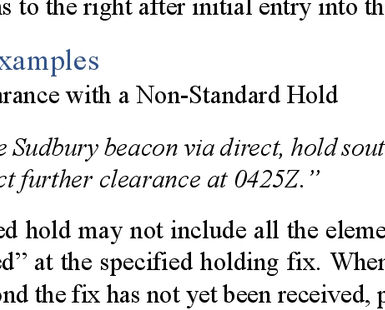 ns to the right after initial entry into th
xamples
arance with a Non-Standard Hold
e Sudbury beacon via direct, hold sout
ct further clearance at 0425Z.”
ed hold may not include all the eleme
ed” at the specified holding fix. When
ond the fix has not yet been received, p